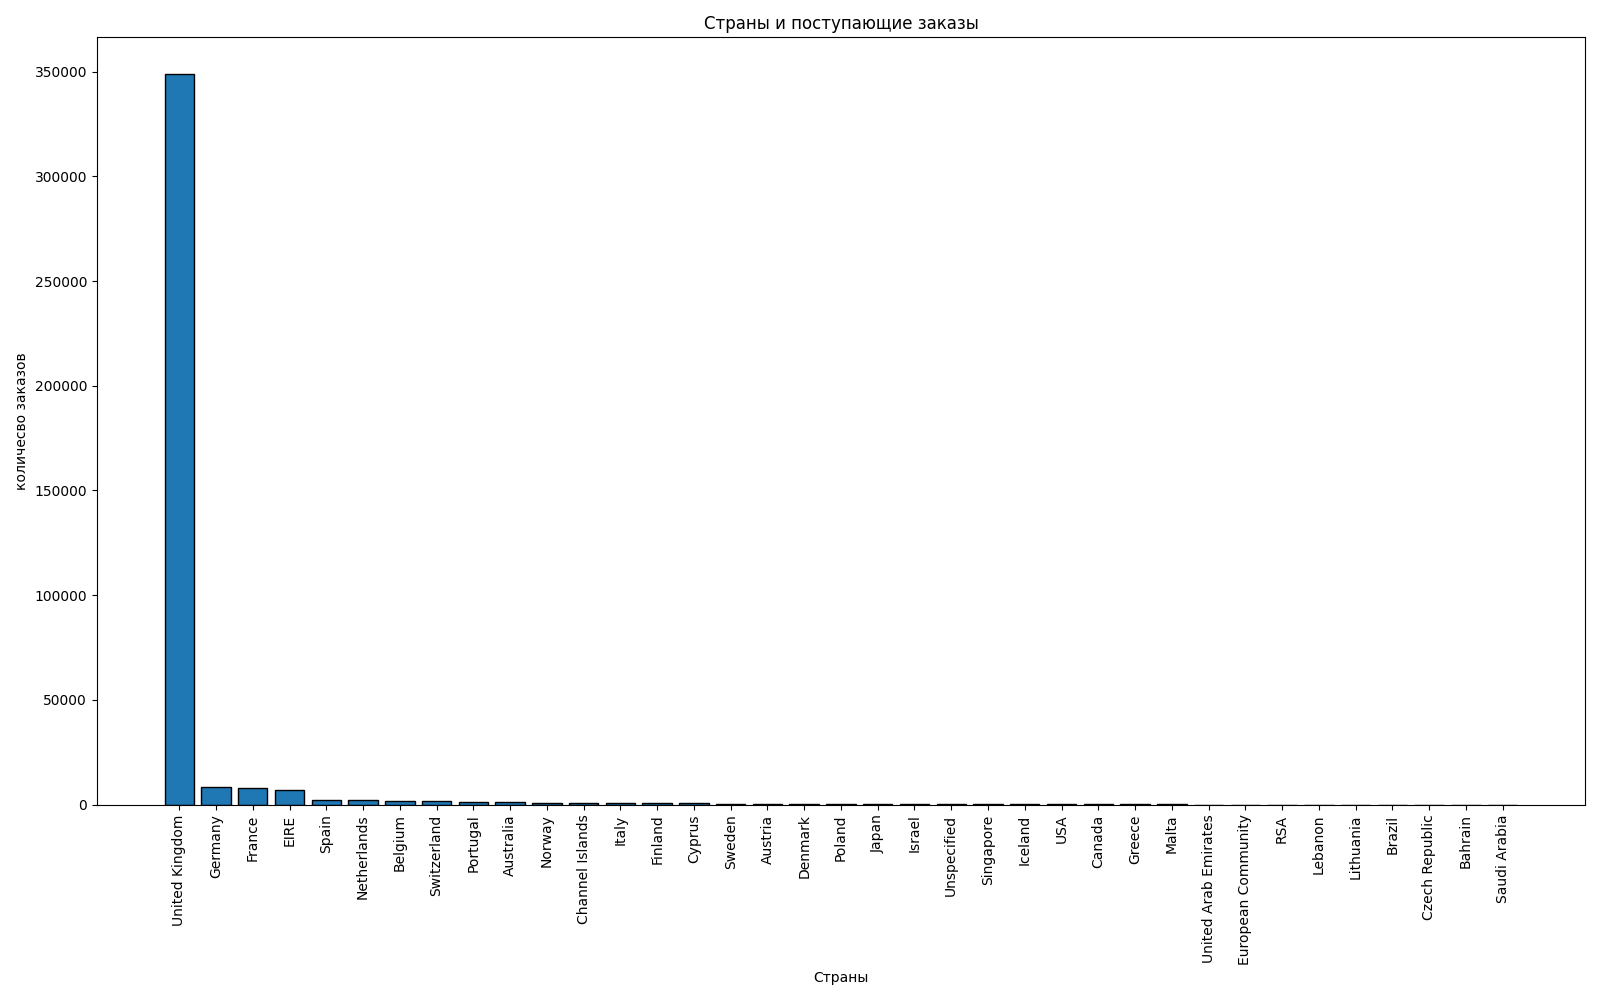 Страны и поступающие заказы
количесво заказов
350000
300000
250000
200000
150000
100000
50000
0
United Kingdom
Germany
France
EIRE
Spain
Netherlands
Belgium
Switzerland
Portugal
Australia
Norway
Channel Islands
Italy
Finland
Cyprus
Sweden
Austria
Denmark
Poland
Japan
Israel
Unspecified
Singapore
Iceland
USA
Canada
Greece
Malta
United Arab Emirates
European Community
RSA
Lebanon
Lithuania
Brazil
Czech Republic
Bahrain
Saudi Arabia
Страны